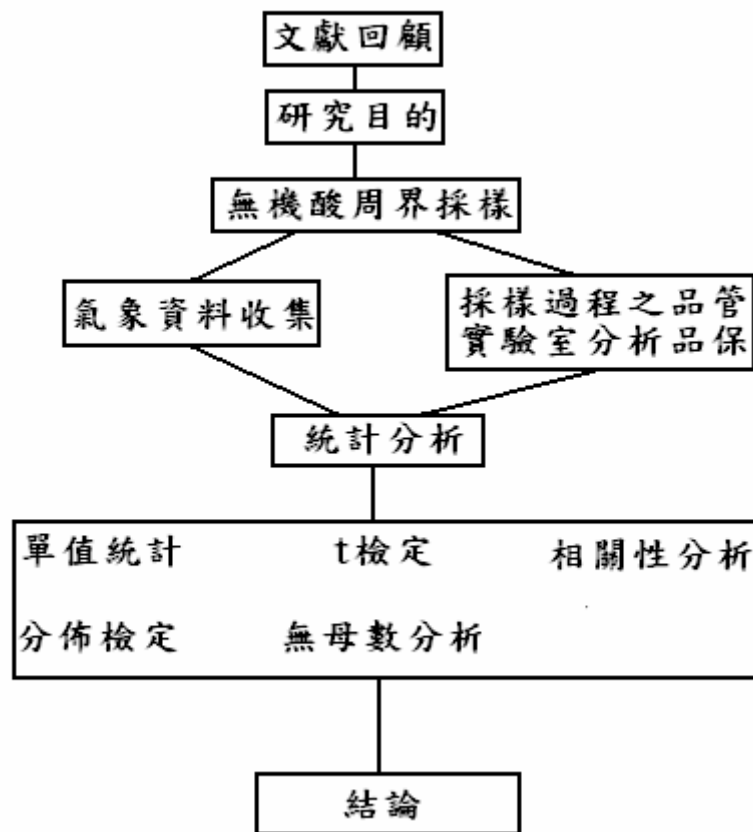 文獻回顧
研究目的
無機酸周界採樣
氣象資料收集
採樣過程之品管
實驗室分析品保
統計分析
單值統計 t檢定 相關性分析
分佈檢定 無母數分析
結論